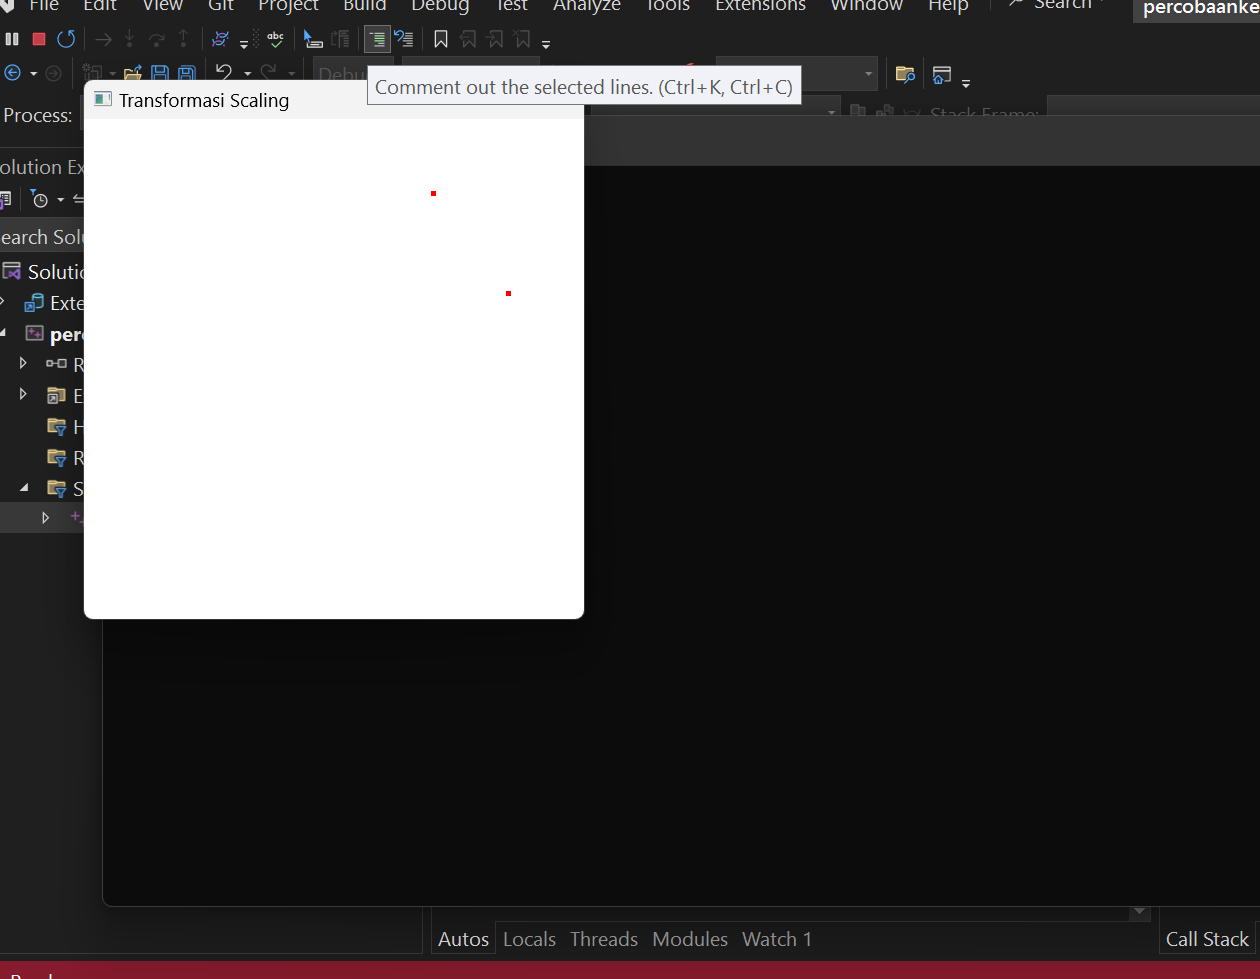 File Edit View Git Project Build Debug Test Analyze Tools Extensions Window Help Search percobaanke
abc
Debu
Comment out the selected lines. (Ctrl+K, Ctrl+C)
Transformasi Scaling
Process:
Stack Frame:
olution Ex
earch Solu
Solutio
Exte
perc
R
E
H
R
S
Autos Locals Threads Modules Watch 1
Call Stack